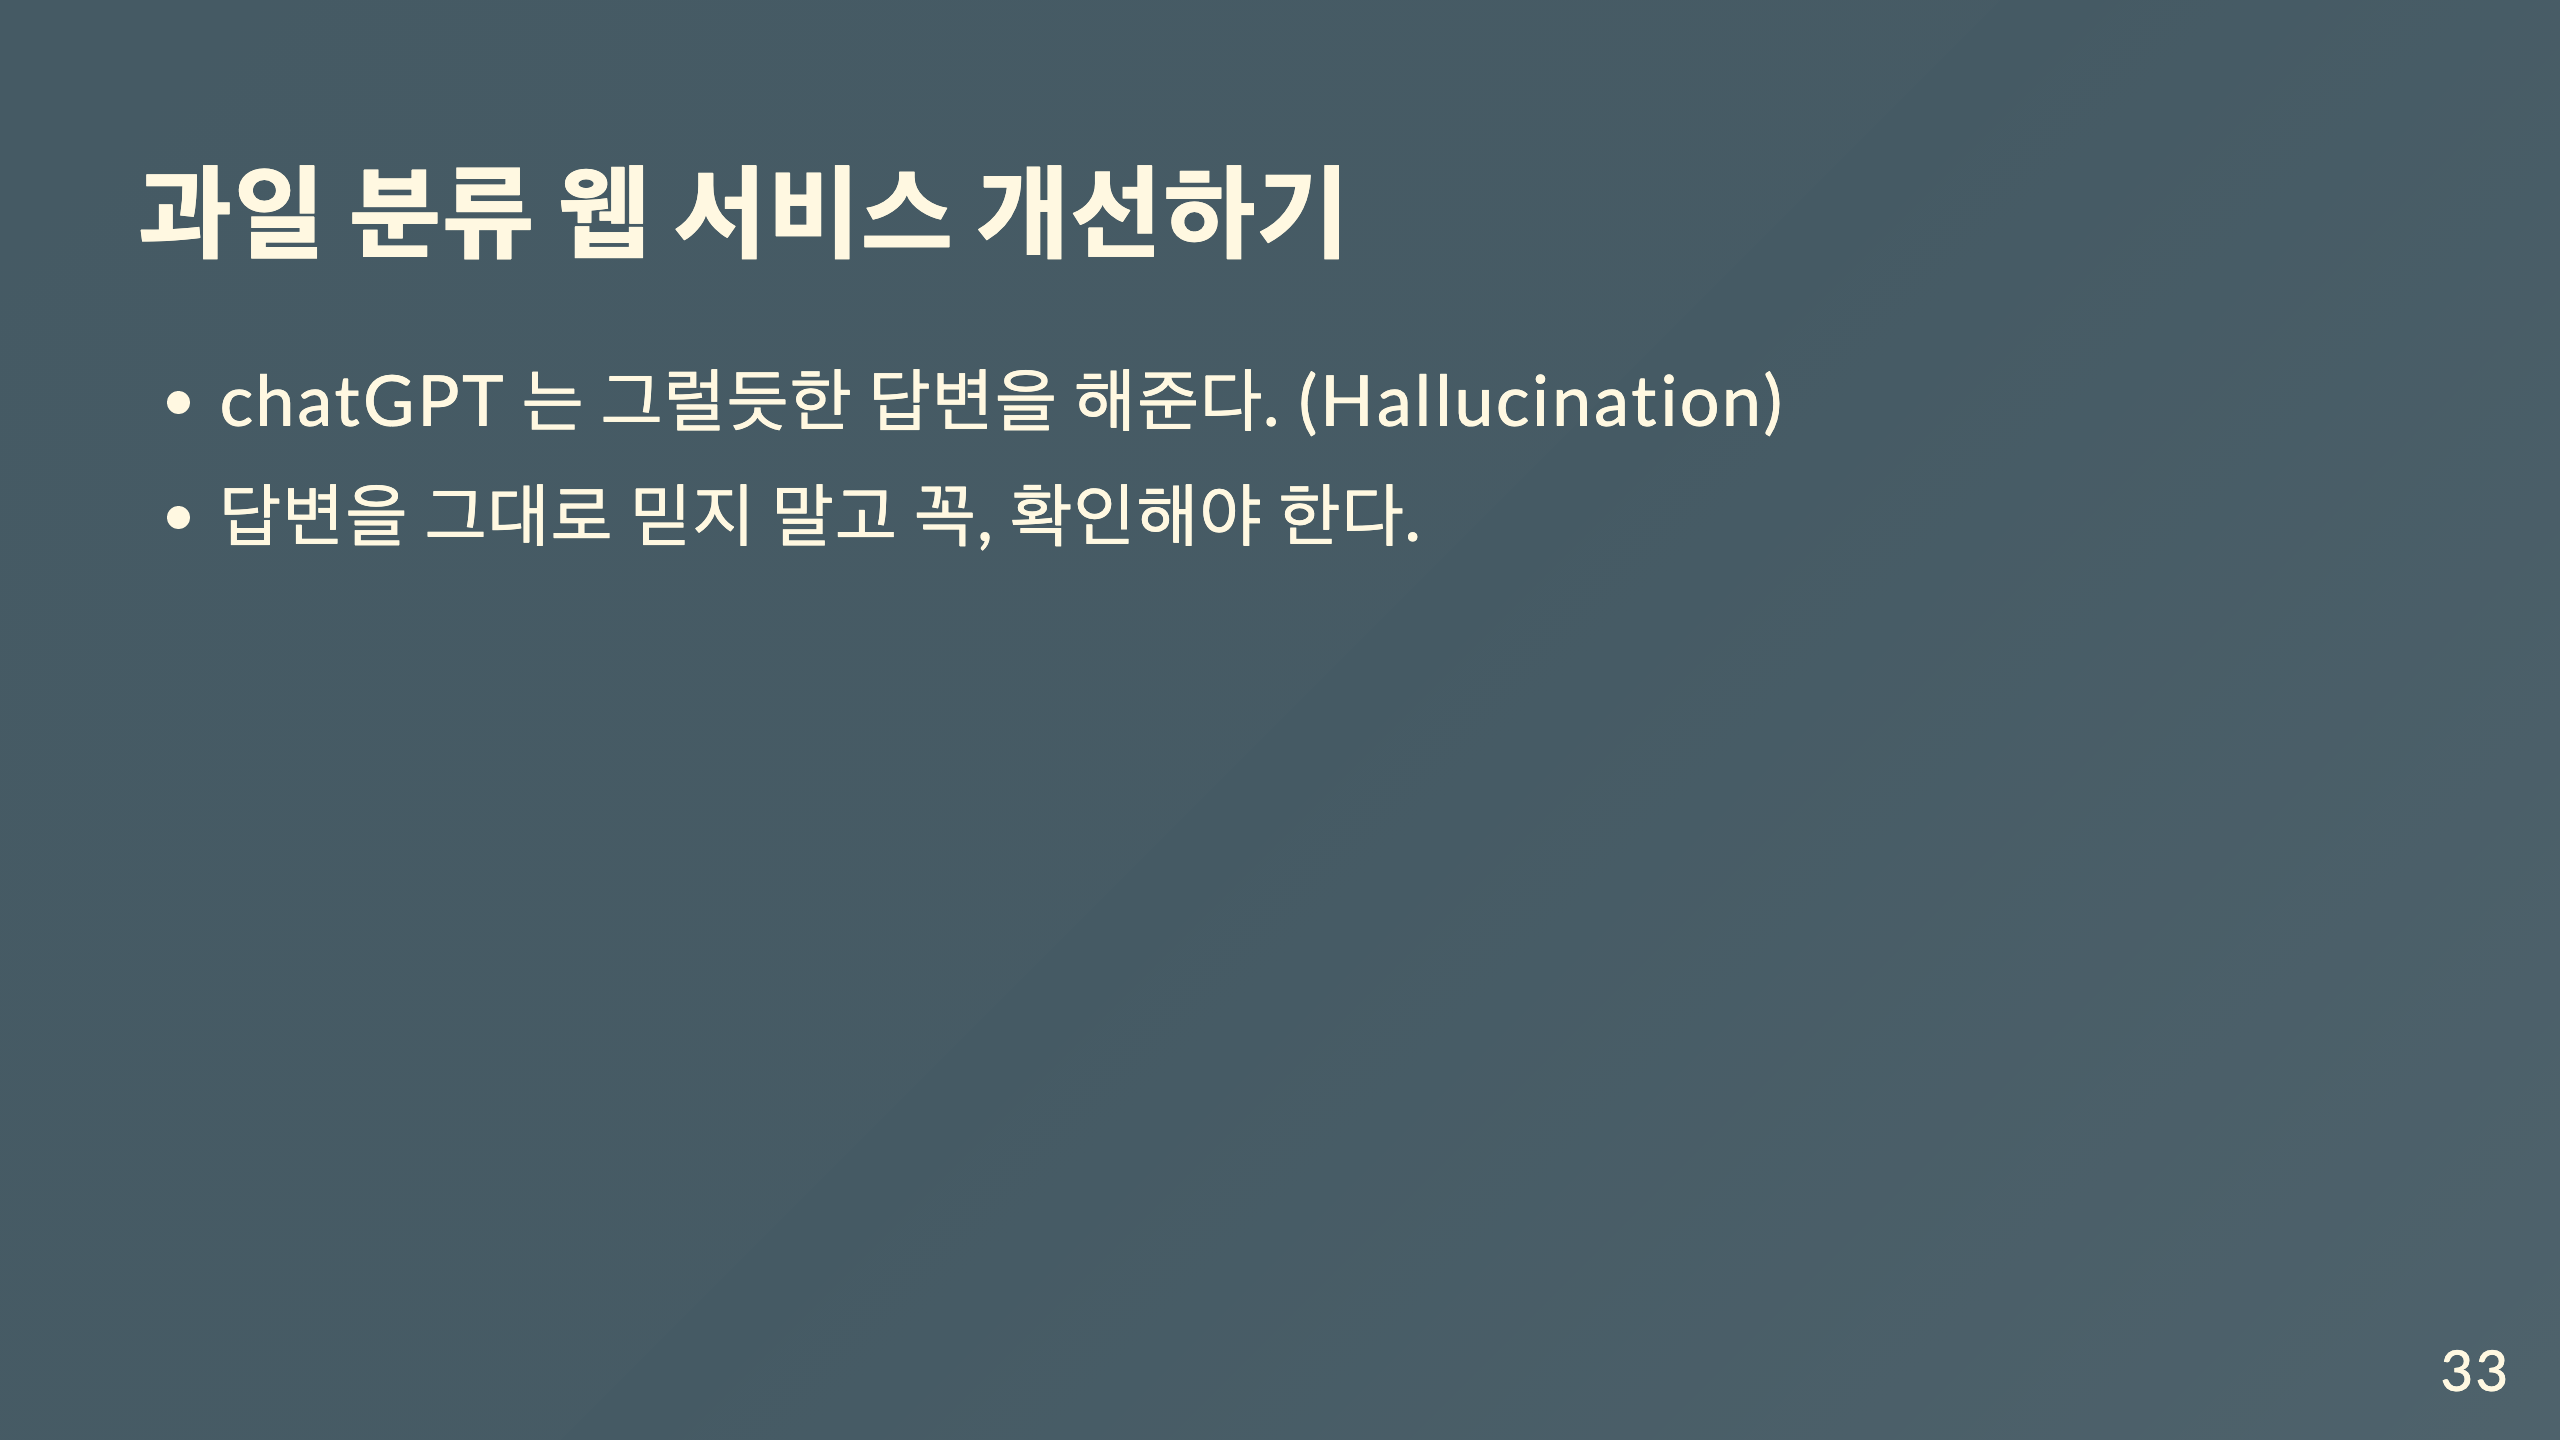 과일 분류 웹 서비스 개선하기
• chatGPT 는 그럴듯한 답변을 해준다. (Hallucination)
• 답변을 그대로 믿지 말고 꼭, 확인해야 한다.
33